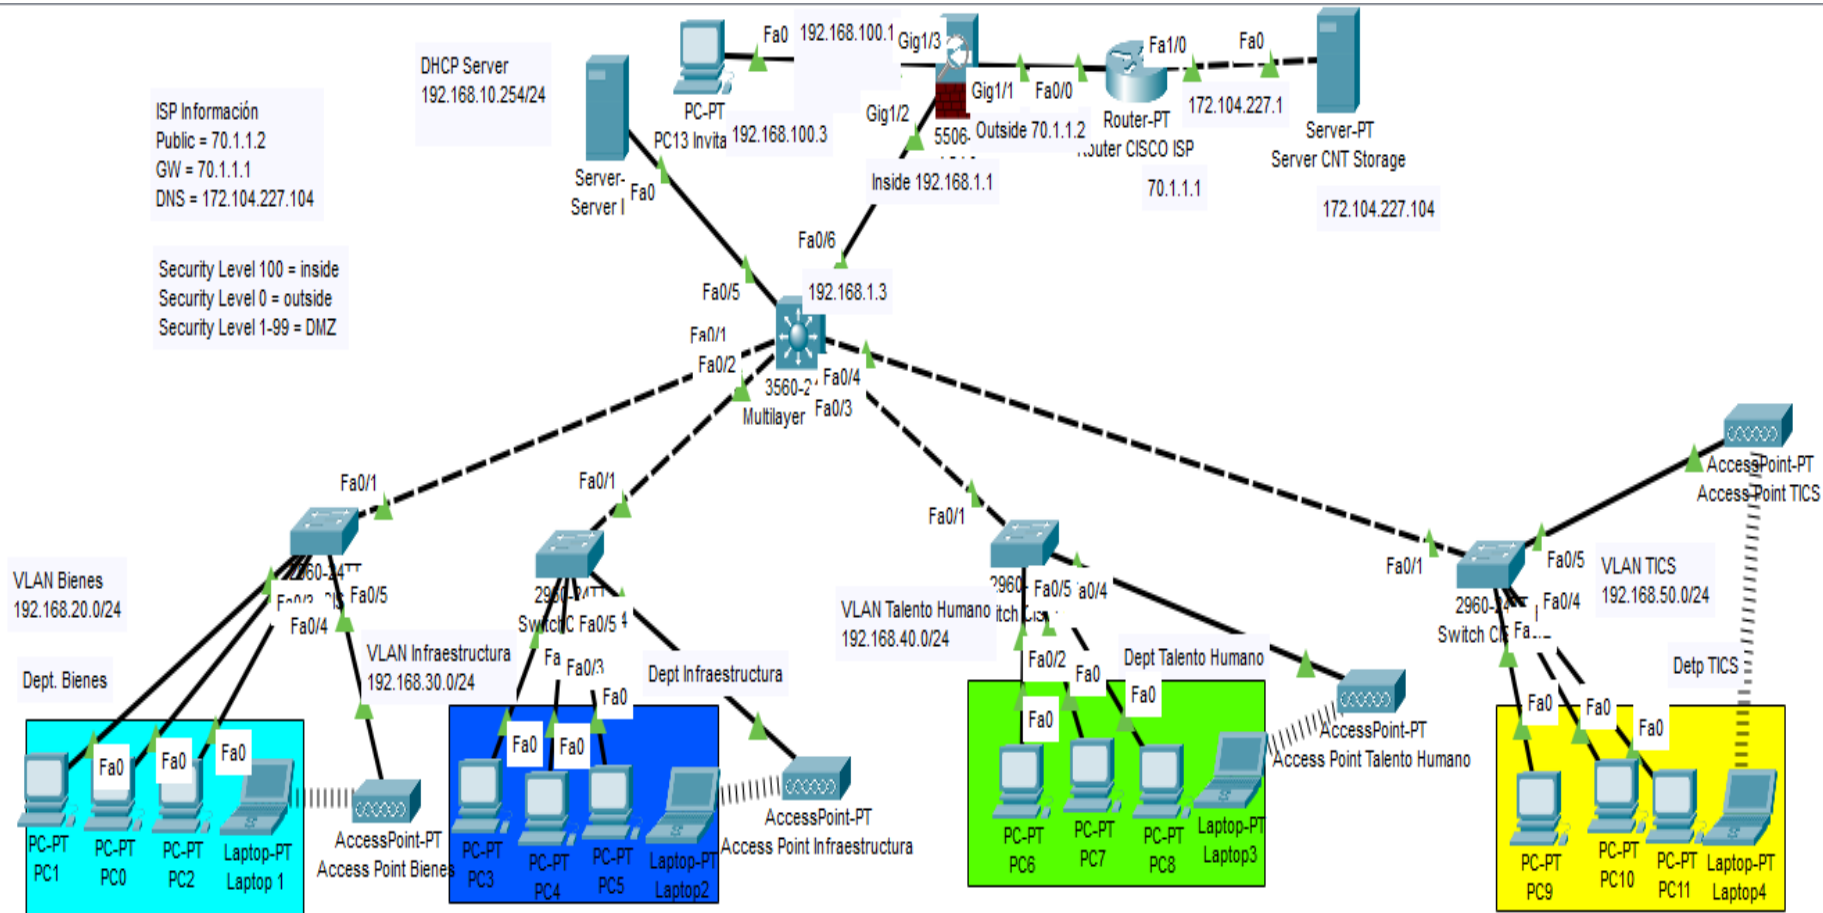 DHCP Server
192.168.10.254/24
ISP Información
Public = 70.1.1.2
GW = 70.1.1.1
DNS = 172.104.227.104
Security Level 100 = inside
Security Level 0 = outside
Security Level 1-99 = DMZ
Server-
Server I
Fa0
PC-PT
PC13 Invita
Fa0
192.168.100.1
192.168.100.3
Gig1/3
Gig1/2
Gig1/1
5506-
Outside 70.1.1.2
Inside 192.168.1.1
Fa0/0
Fa1/0
Router-PT
Router CISCO ISP
70.1.1.1
172.104.227.1
Fa0
Server-PT
Server CNT Storage
172.104.227.104
Fa0/6
192.168.1.3
Fa0/5
Fa0/1
Fa0/2
3560-2
Fa0/4
Multilayer
Fa0/3
Fa0/1
Fa0/3
Fa0/4
Fa0/5
VLAN Bienes
192.168.20.0/24
Dept. Bienes
Fa0
Fa0
Fa0
PC-PT
PC1
PC-PT
PC0
PC-PT
PC2
Laptop-PT
Laptop 1
AccessPoint-PT
Access Point Bienes
Fa0/1
Fa0/5
Fa0/3
VLAN Infraestructura
192.168.30.0/24
Dept Infraestructura
Fa0
Fa0
Fa0
PC-PT
PC3
PC-PT
PC4
PC-PT
PC5
Laptop-PT
Laptop2
AccessPoint-PT
Access Point Infraestructura
Fa0/1
Fa0/5
Fa0/2
VLAN Talento Humano
192.168.40.0/24
Dept Talento Humano
Fa0
Fa0
Fa0
PC-PT
PC6
PC-PT
PC7
PC-PT
PC8
Laptop-PT
Laptop3
AccessPoint-PT
Access Point Talento Humano
Fa0/1
Fa0/5
Fa0/4
VLAN TICS
192.168.50.0/24
Detp TICS
AccessPoint-PT
Access Point TICS
Fa0
Fa0
Fa0
PC-PT
PC9
PC-PT
PC10
PC-PT
PC11
Laptop-PT
Laptop4